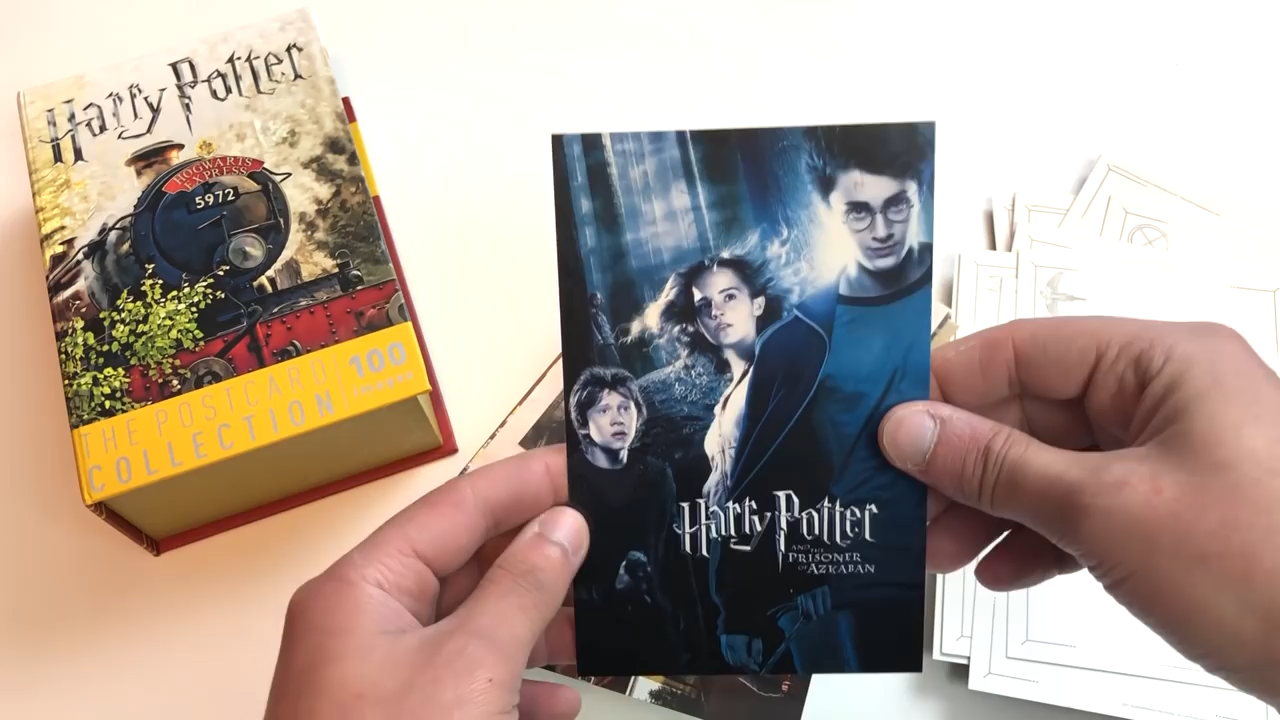 Harry Potter
HOGWARTS
EXPRESS
5972
THE POSTCARD
COLLECTION
100
images
Harry Potter
AND THE
PRISONER
OF AZKABAN